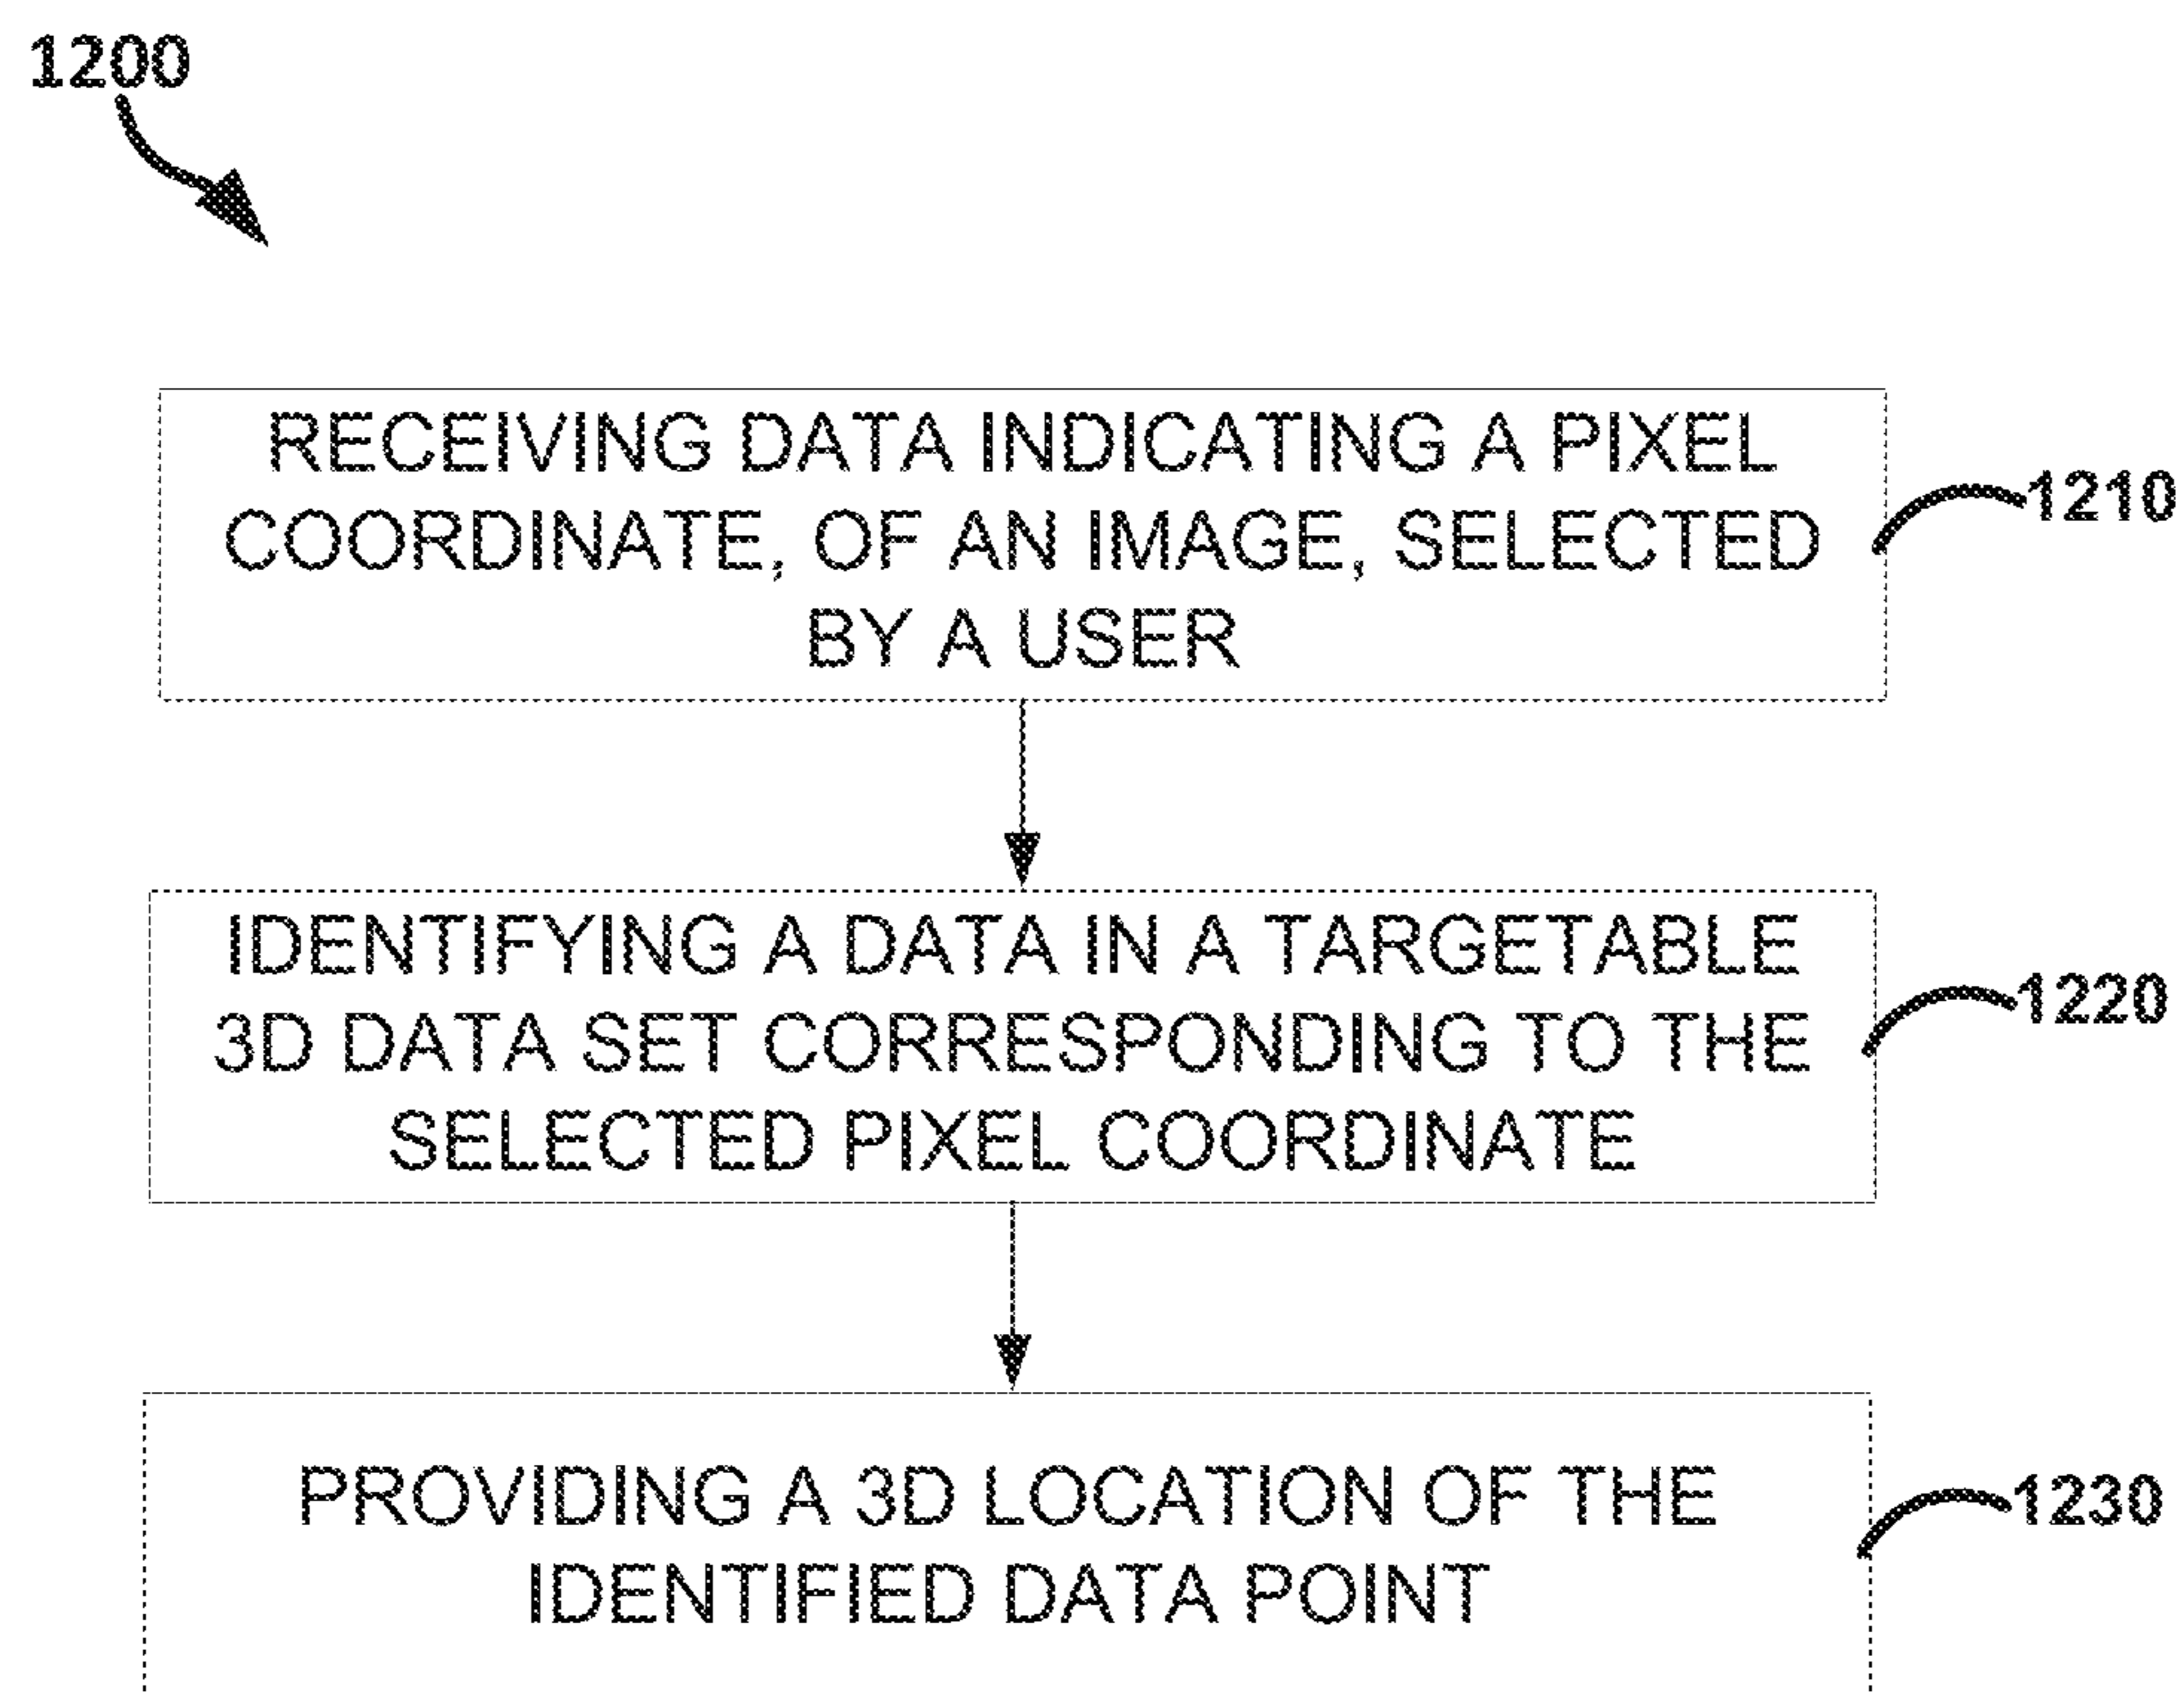 1200
RECEIVING DATA INDICATING A PIXEL
COORDINATE, OF AN IMAGE, SELECTED
BY A USER
1210
IDENTIFYING A DATA IN A TARGETABLE
3D DATA SET CORRESPONDING TO THE
SELECTED PIXEL COORDINATE
1220
PROVIDING A 3D LOCATION OF THE
IDENTIFIED DATA POINT
1230